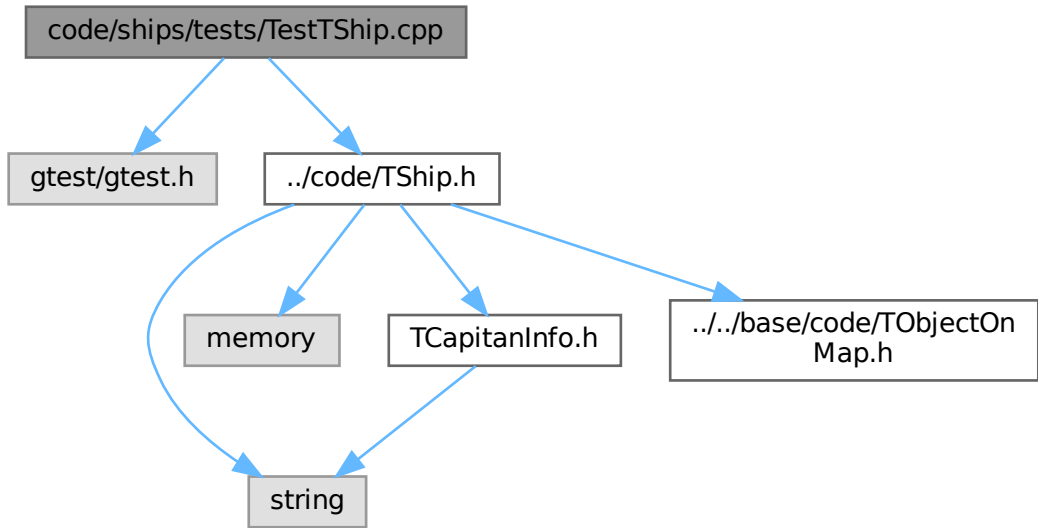 code/ships/tests/TestTShip.cpp
gtest/gtest.h
../code/TShip.h
memory
TCapitanInfo.h
../../base/code/TObjectOn
Map.h
string